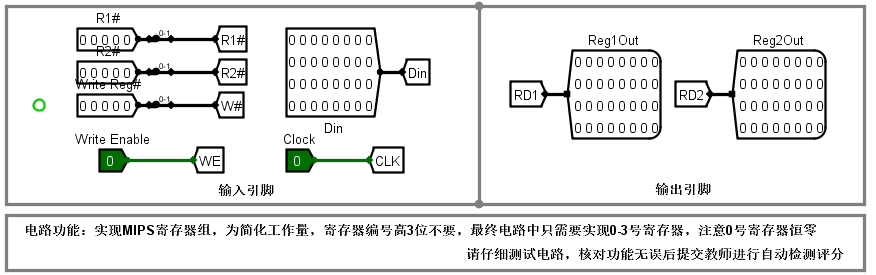 R1#
00000
0-1
R1#
R2#
00000
0-1
R2#
Write Reg#
00000
0-1
W#
00000000
00000000
00000000
00000000
Din
Din
Write Enable
0
WE
Clock
0
CLK
输入引脚
Reg1Out
RD1
00000000
00000000
00000000
00000000
Reg2Out
RD2
00000000
00000000
00000000
00000000
输出引脚
电路功能：实现MIPS寄存器组，为简化工作量，寄存器编号高3位不要，最终电路中只需要实现0-3号寄存器，注意0号寄存器恒零
请仔细测试电路，核对功能无误后提交教师进行自动检测评分